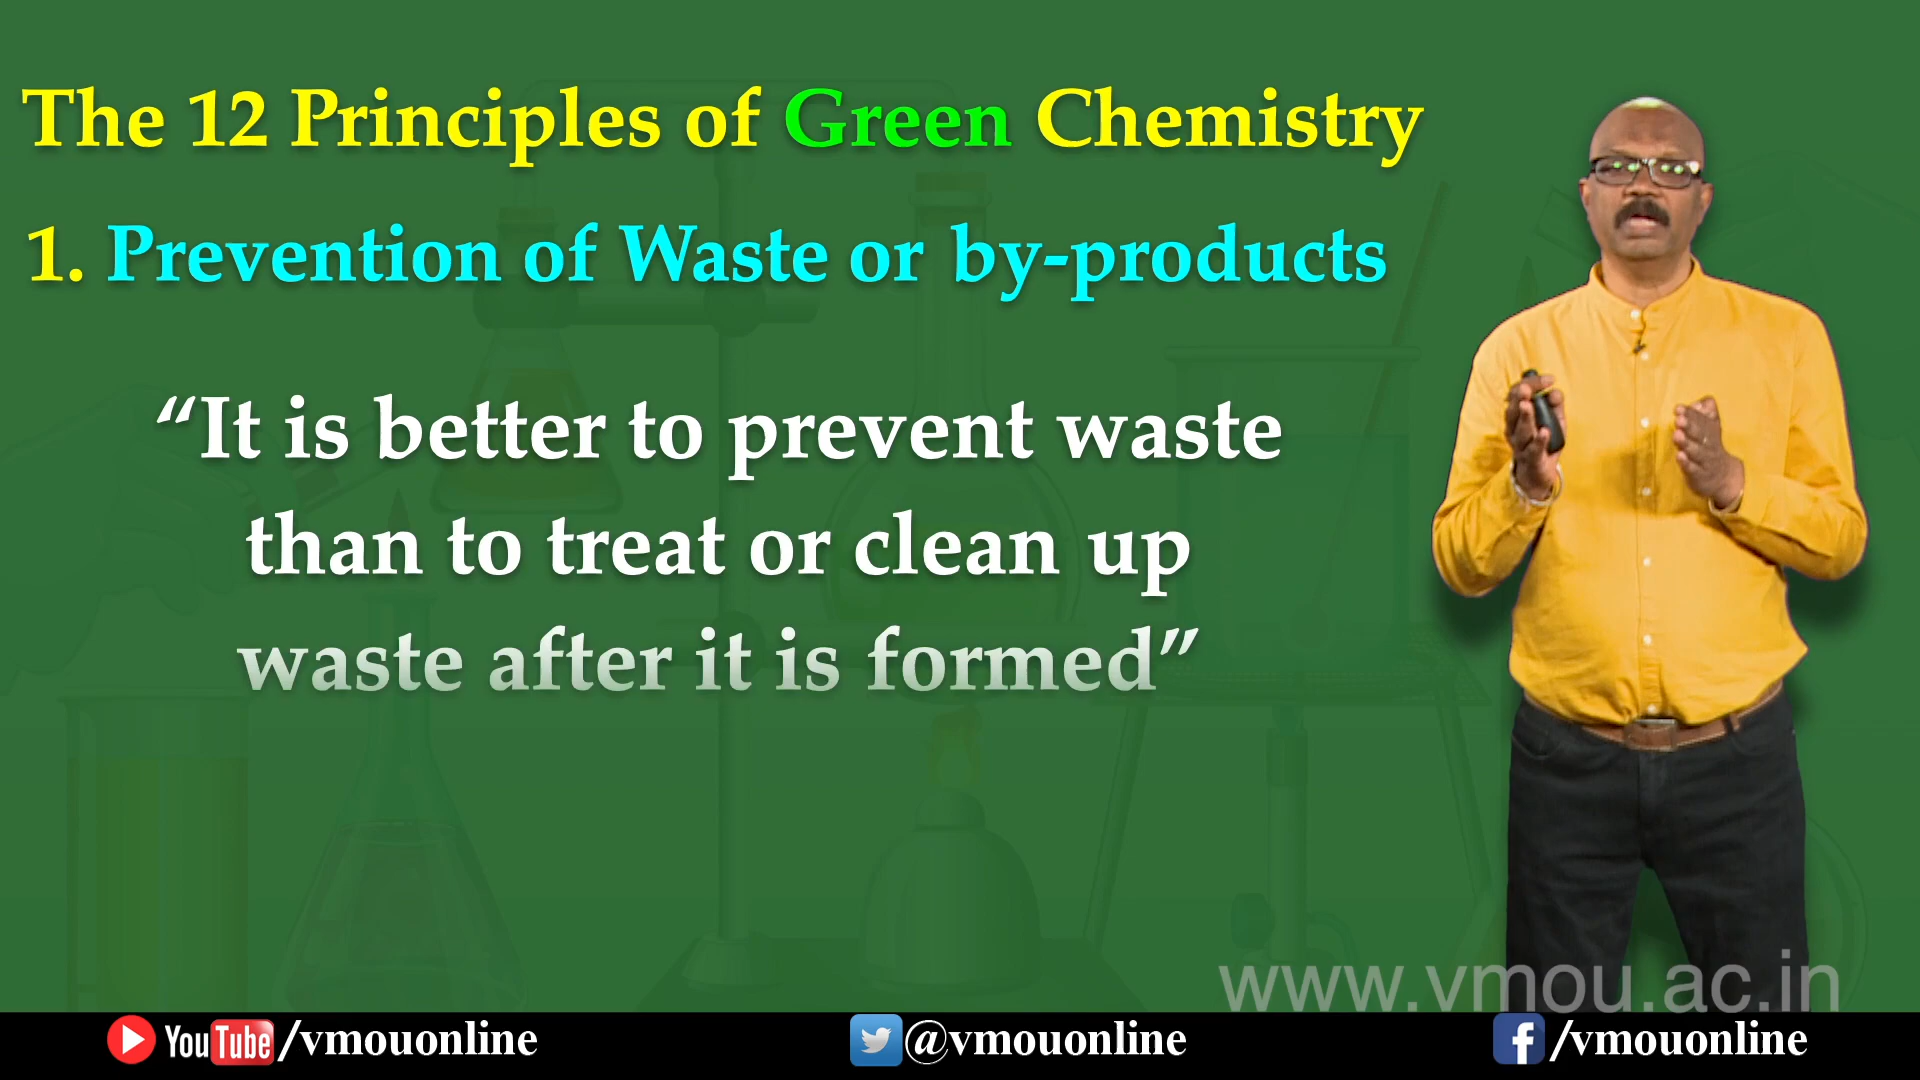 The 12 Principles of Green Chemistry
1. Prevention of Waste or by-products
“It is better to prevent waste
than to treat or clean up
waste after it is formed”
www.vmou.ac.in
YouTube/vmouonline
@vmouonline
f/vmouonline